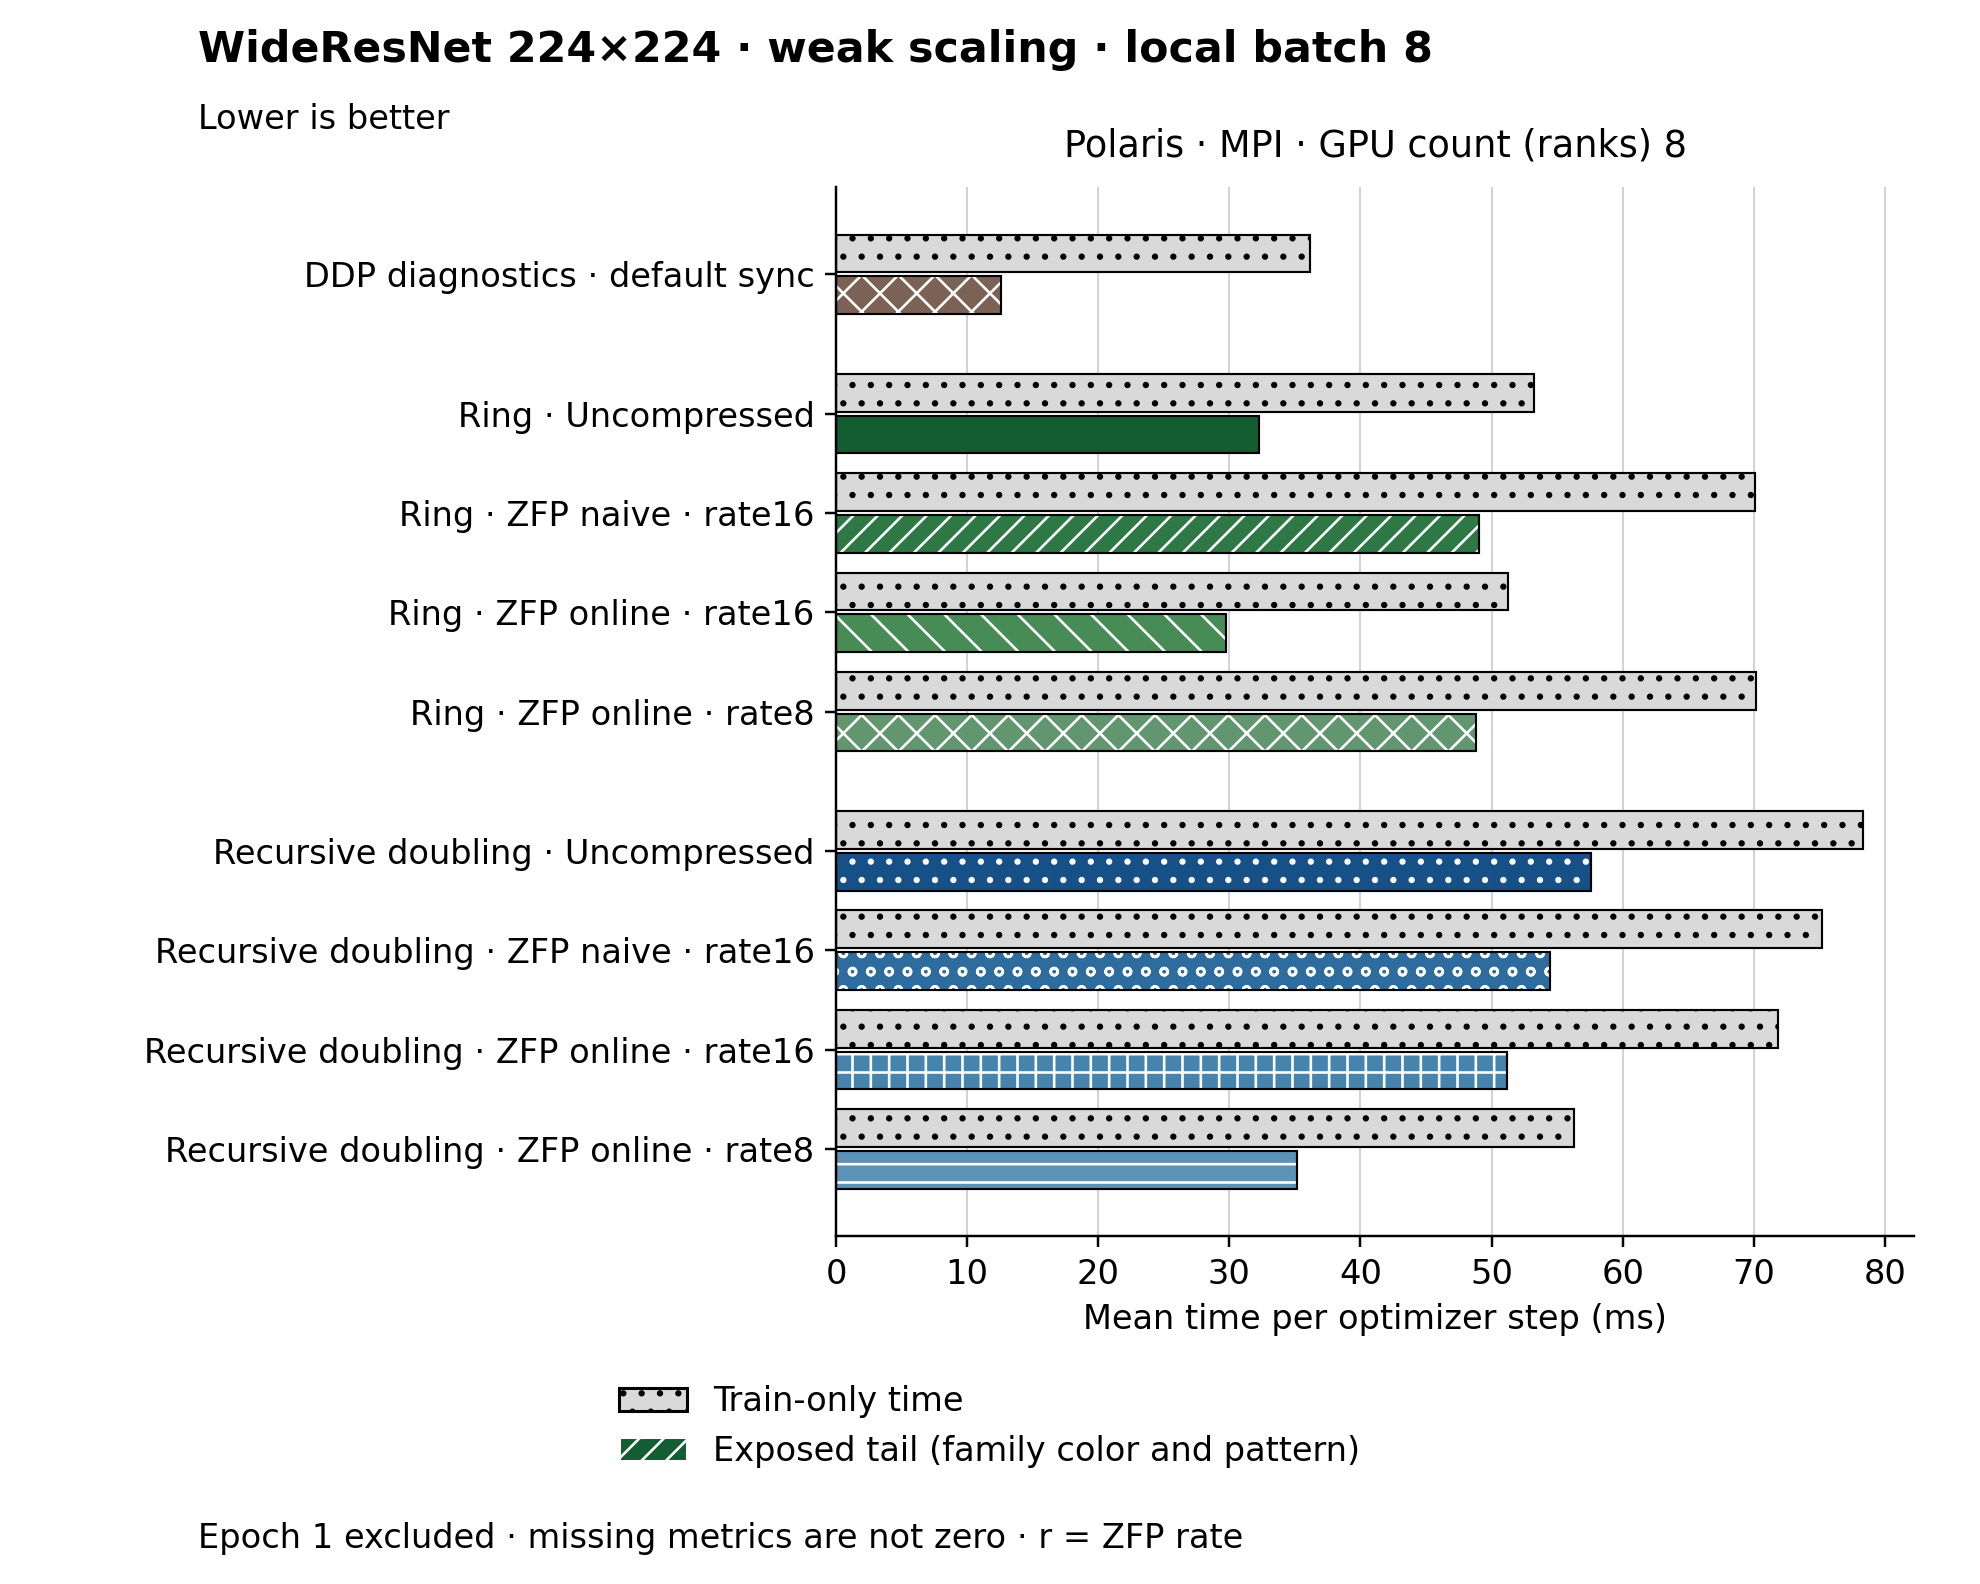 WideResNet 224×224 · weak scaling · local batch 8
Lower is better
Polaris · MPI · GPU count (ranks) 8
DDP diagnostics · default sync
Ring · Uncompressed
Ring · ZFP naive · rate16
Ring · ZFP online · rate16
Ring · ZFP online · rate8
Recursive doubling · Uncompressed
Recursive doubling · ZFP naive · rate16
Recursive doubling · ZFP online · rate16
Recursive doubling · ZFP online · rate8
0 10 20 30 40 50 60 70 80
Mean time per optimizer step (ms)
Train-only time
Exposed tail (family color and pattern)
Epoch 1 excluded · missing metrics are not zero · r = ZFP rate